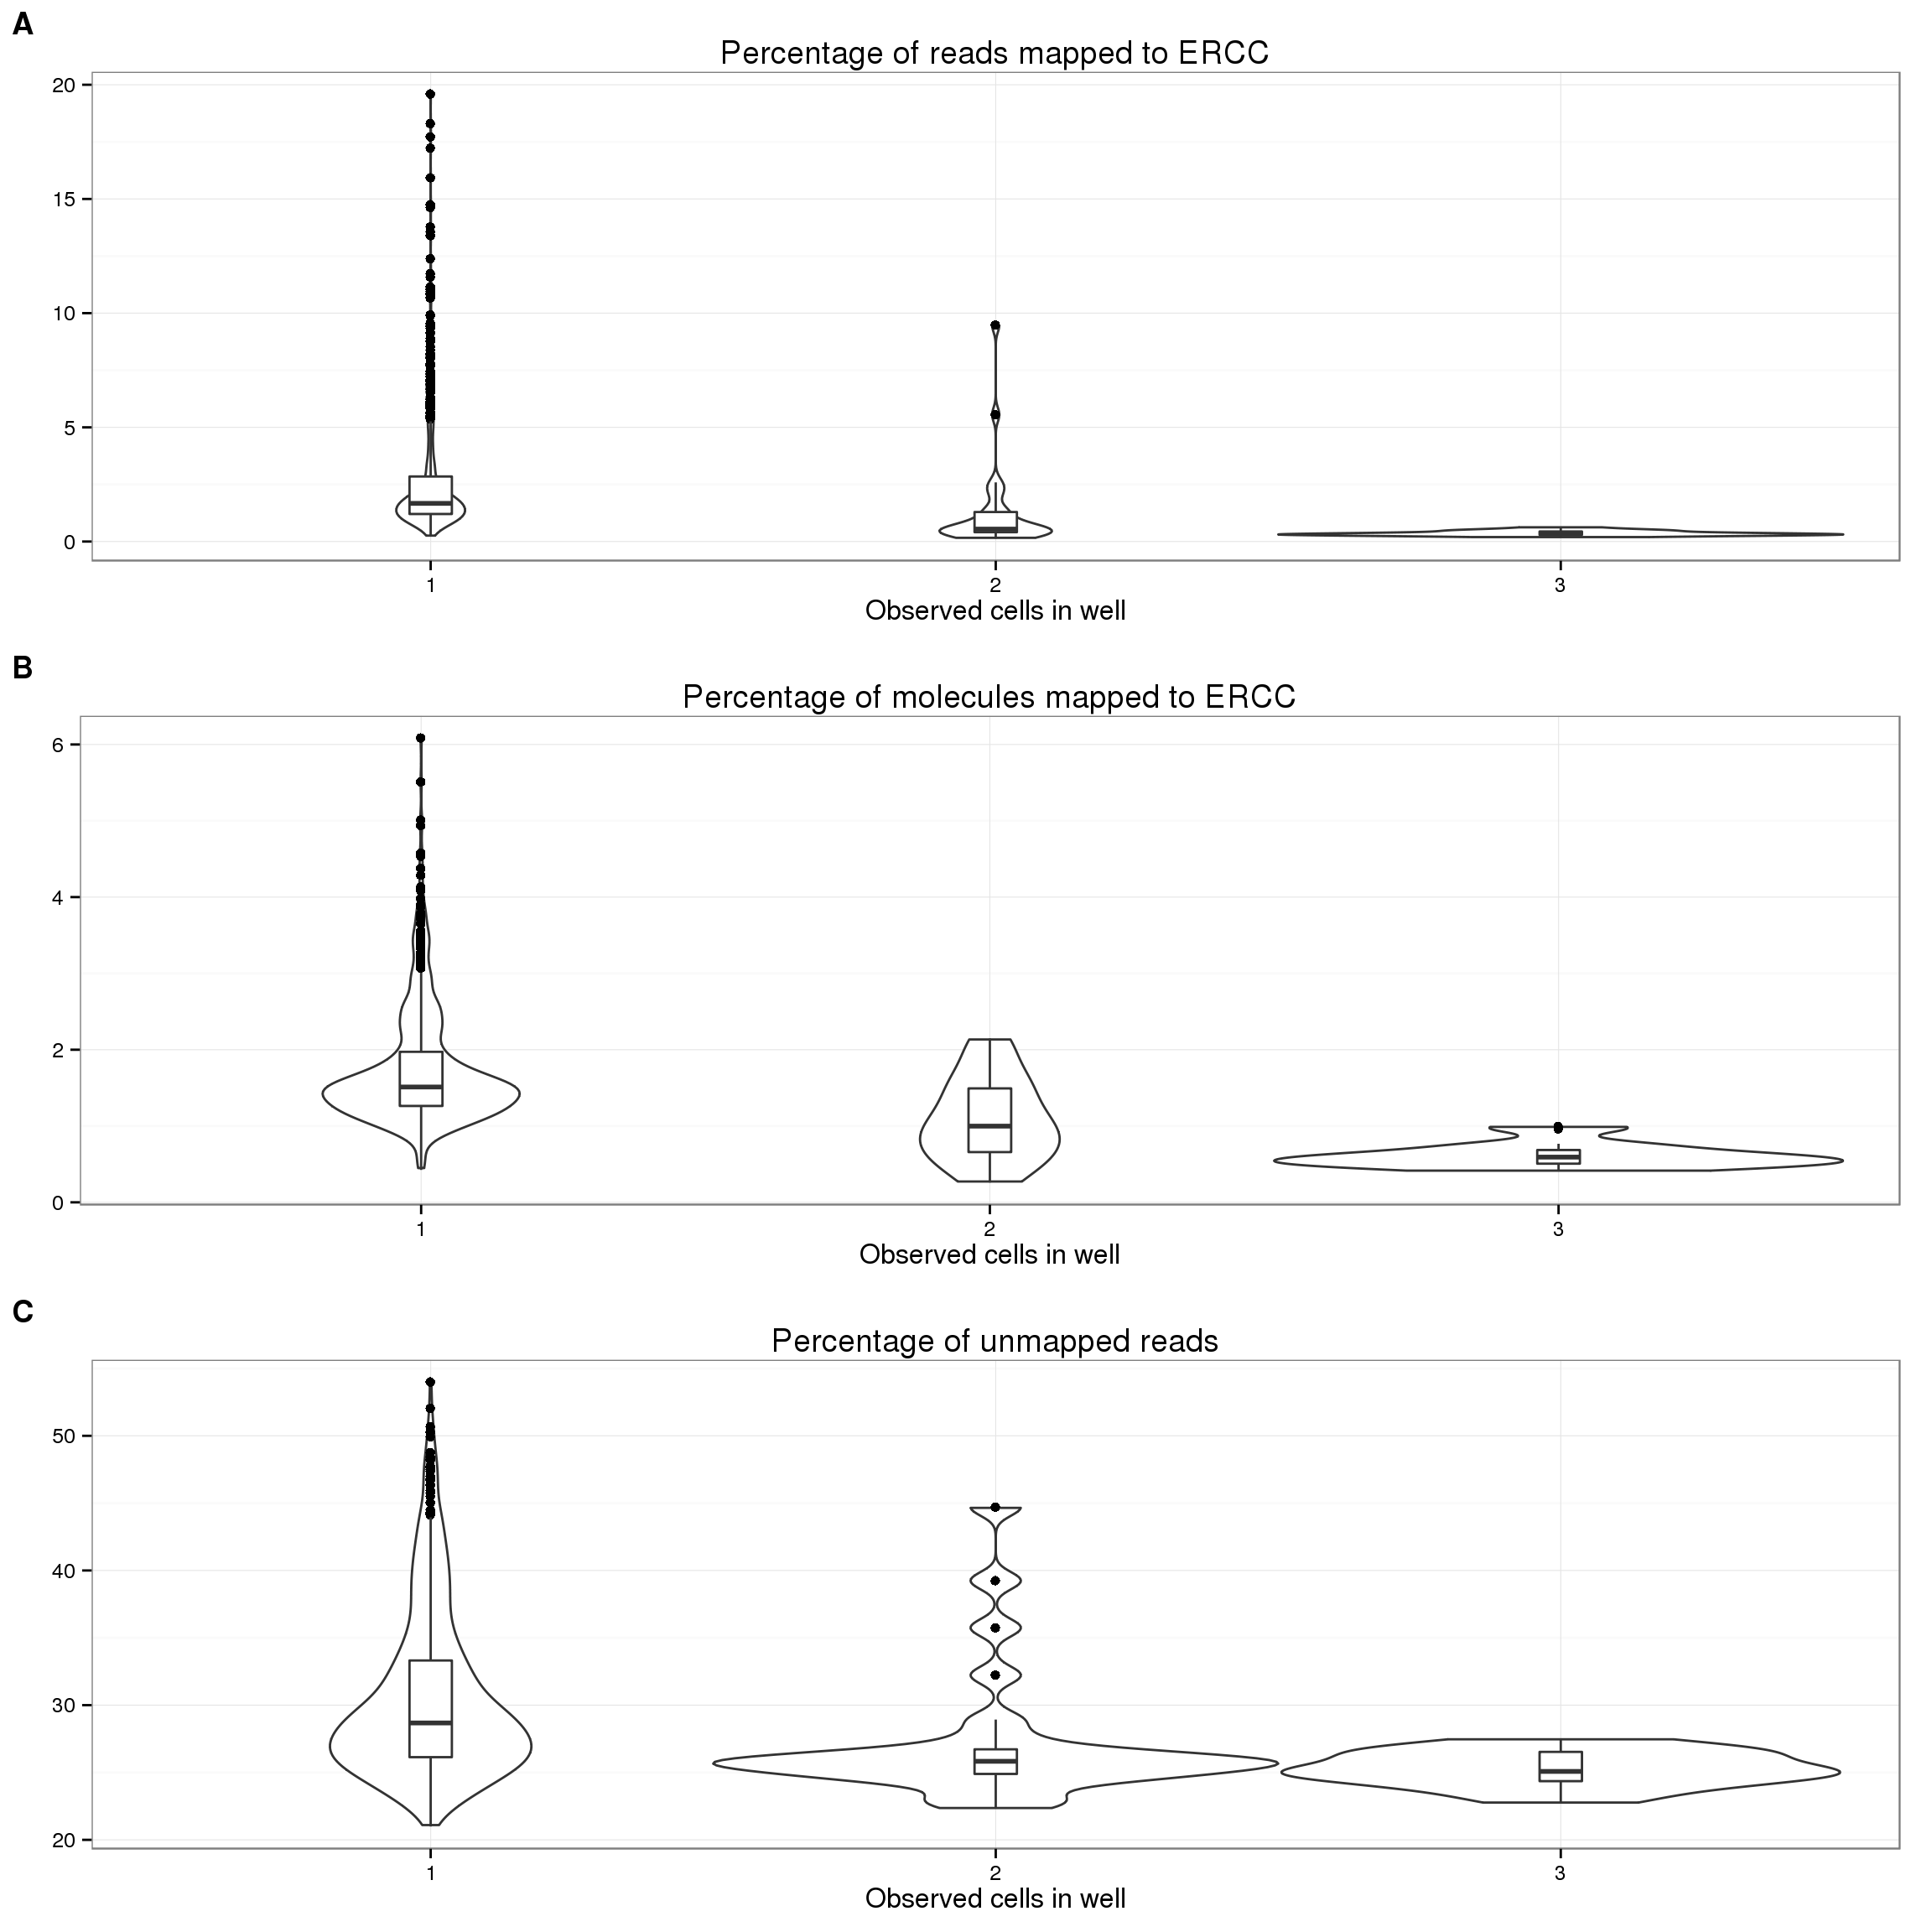 A
Percentage of reads mapped to ERCC
20
15
10
5
0
1 2 3
Observed cells in well
B
Percentage of molecules mapped to ERCC
6
4
2
0
1 2 3
Observed cells in well
C
Percentage of unmapped reads
50
40
30
20
1 2 3
Observed cells in well